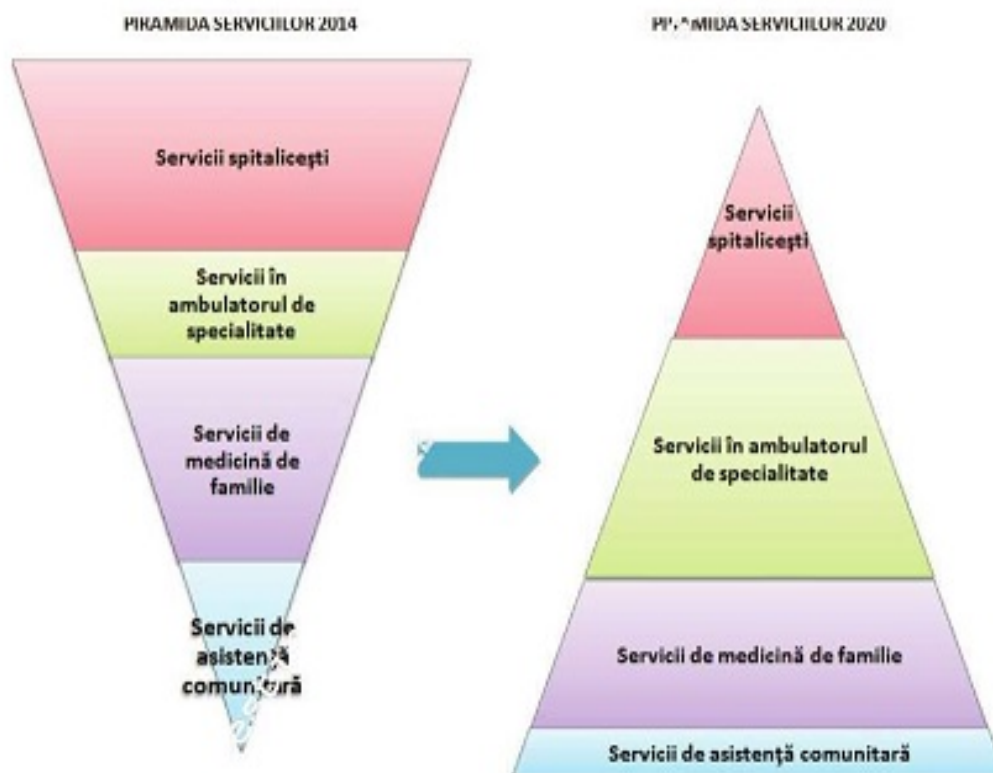 PIRAMIDA SERVICIILOR 2014
Servicii spitalicești
Servicii în
ambulatorul de
specialitate
Servicii de
medicină de
familie
Servicii de
asistență
comunitară
SERVICIILOR 2020
Servicii
spitalicești
Servicii în ambulatorul
de specialitate
Servicii de medicină de familie
Servicii de asistență comunitară